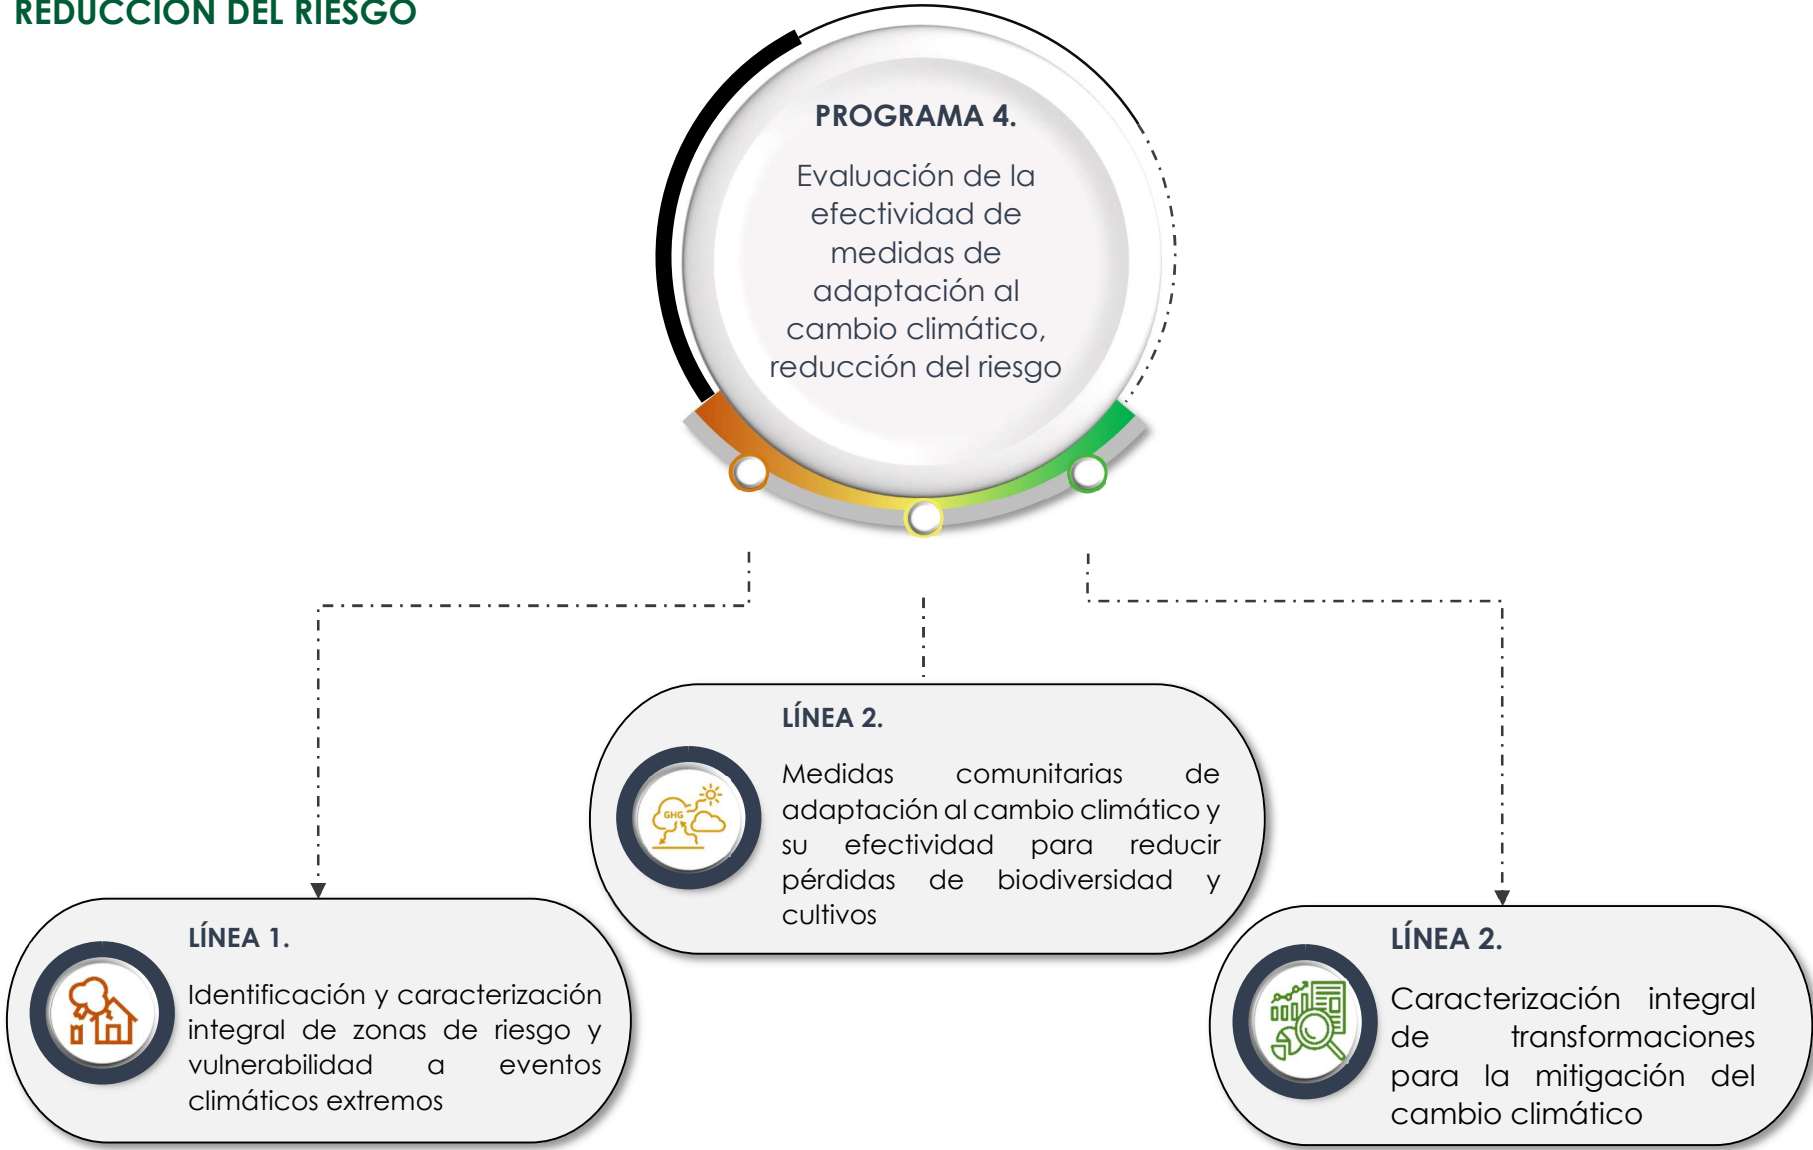 REDUCCIÓN DEL RIESGO
PROGRAMA 4.
Evaluación de la
efectividad de
medidas de
adaptación al
cambio climático,
reducción del riesgo
LÍNEA 2.
Medidas comunitarias de
adaptación al cambio climático y
su efectividad para reducir
pérdidas de biodiversidad y
cultivos
GHG
LÍNEA 1.
Identificación y caracterización
integral de zonas de riesgo y
vulnerabilidad a eventos
climáticos extremos
LÍNEA 2.
Caracterización integral
de transformaciones
para la mitigación del
cambio climático